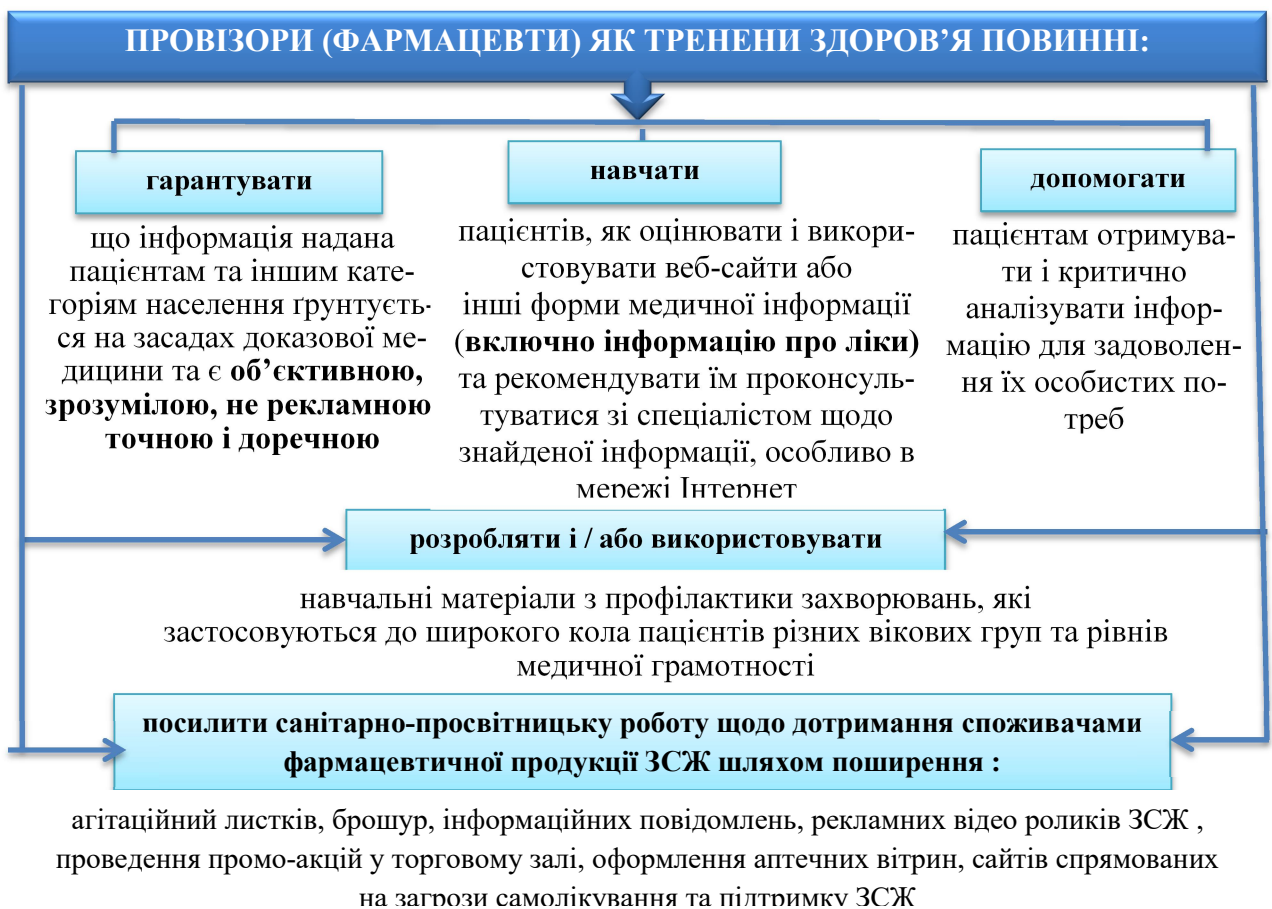 ПРОВІЗОРИ (ФАРМАЦЕВТИ) ЯК ТРЕНЕНИ ЗДОРОВ’Я ПОВИННІ:
гарантувати
що інформація надана
пацієнтам та іншим кате-
горіям населення ґрунтуєть-
ся на засадах доказової ме-
дицини та є об’єктивною,
зрозумілою, не рекламною
точною і доречною
навчати
пацієнтів, як оцінювати і викори-
стовувати веб-сайти або
інші форми медичної інформації
(включно інформацію про ліки)
та рекомендувати їм проконсуль-
туватися зі спеціалістом щодо
знайденої інформації, особливо в
мережі Інтернет
допомогати
пацієнтам отримува-
ти і критично
аналізувати інфор-
мацію для задоволен-
ня їх особистих по-
треб
розробляти і / або використовувати
навчальні матеріали з профілактики захворювань, які
застосовуються до широкого кола пацієнтів різних вікових груп та рівнів
медичної грамотності
посилити санітарно-просвітницьку роботу щодо дотримання споживачами
фармацевтичної продукції ЗСЖ шляхом поширення :
агітаційний листків, брошур, інформаційних повідомлень, рекламних відео роликів ЗСЖ ,
проведення промо-акцій у торговому залі, оформлення аптечних вітрин, сайтів спрямованих
на загрози самолікування та підтримку ЗСЖ